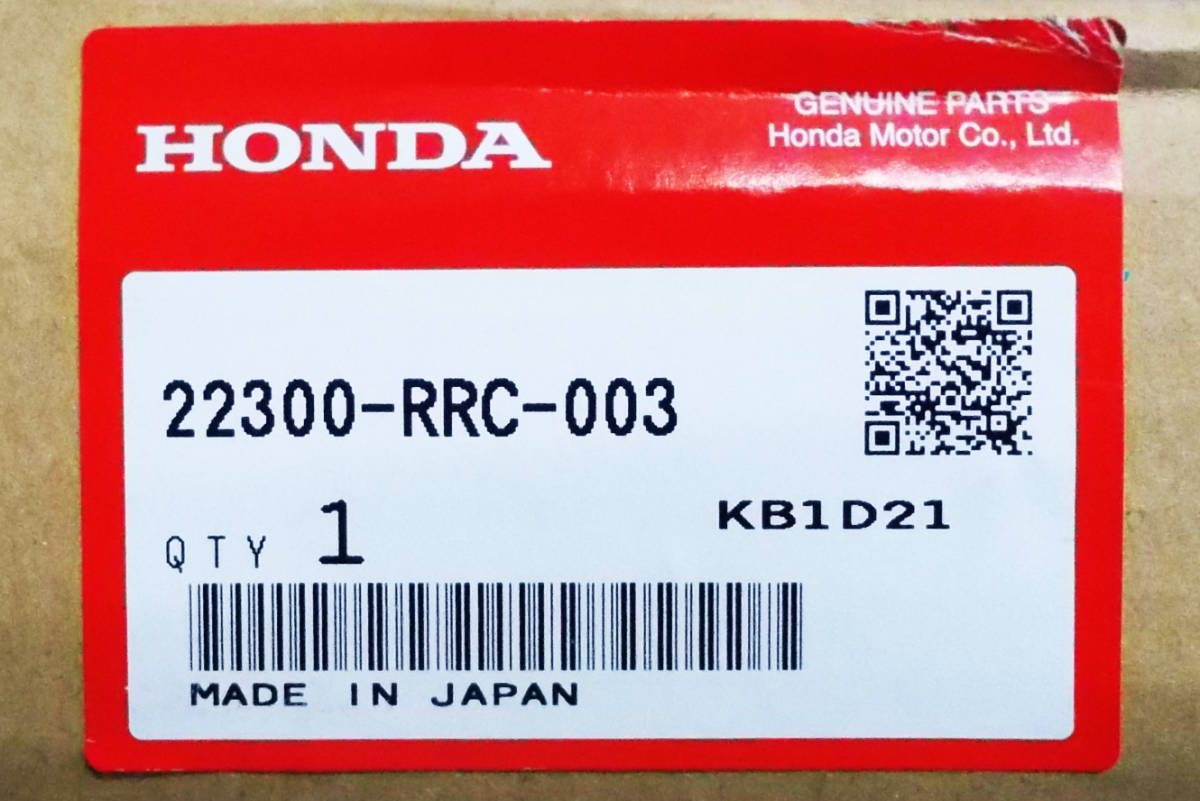 HONDA
GENUINE PARTS
Honda Motor Co., Ltd.
22300-RRC-003
KB1D21
QTY 1
MADE IN JAPAN